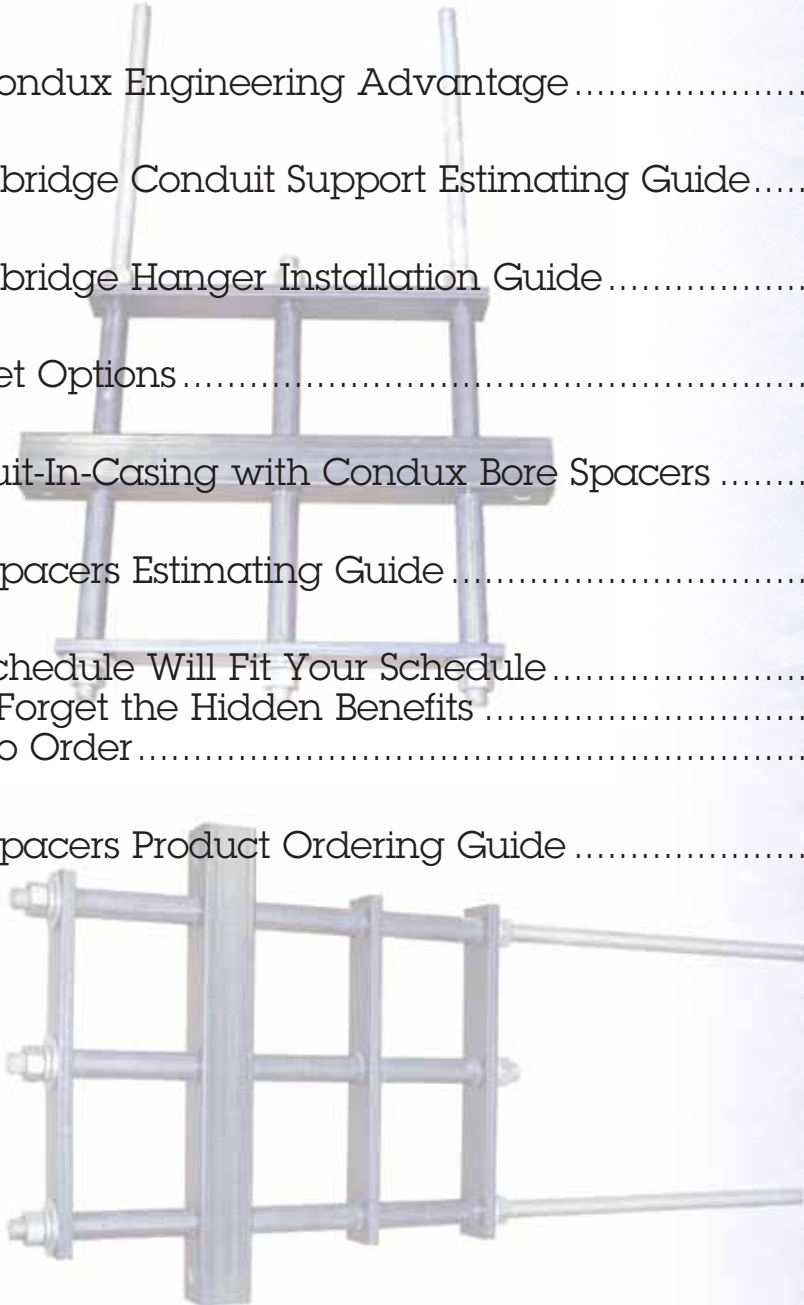 ondux Engineering Advantage.....................
bridge Conduit Support Estimating Guide.....
bridge Hanger Installation Guide..................
et Options........................................................
uit-In-Casing with Condux Bore Spacers ........
pacers Estimating Guide................................
chedule Will Fit Your Schedule.......................
Forget the Hidden Benefits .............................
o Order............................................................
pacers Product Ordering Guide.....................